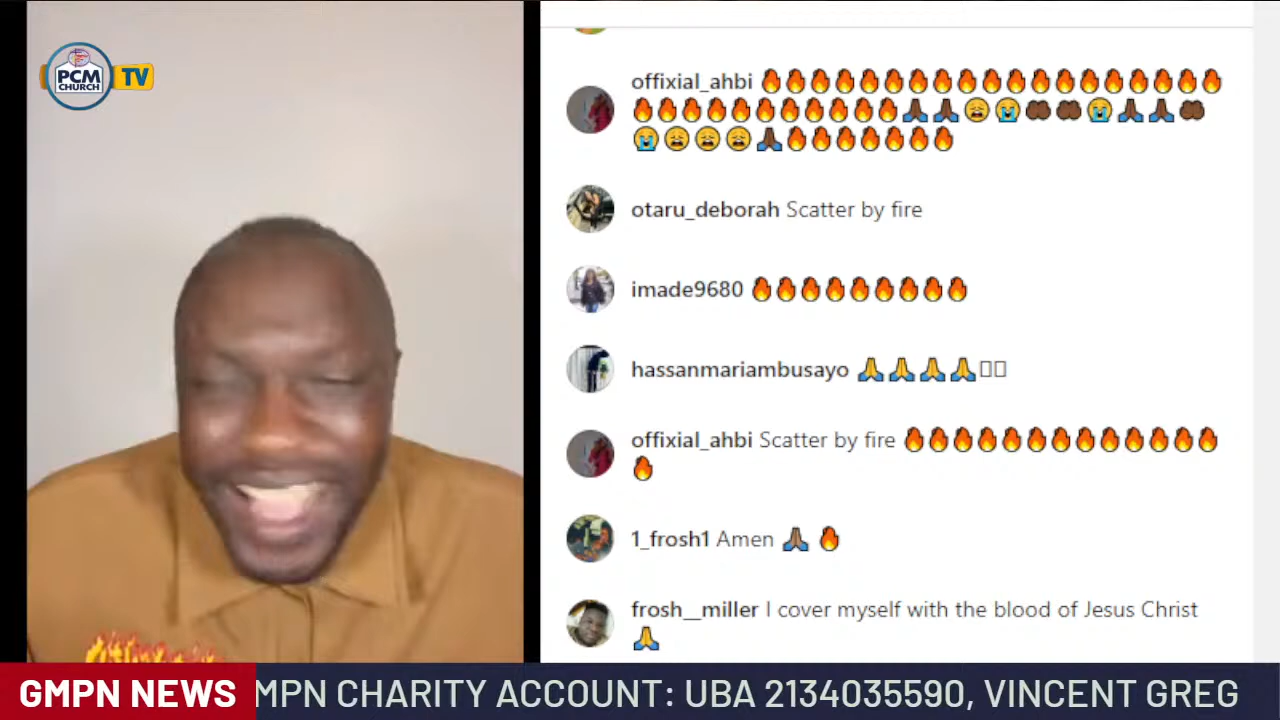 PCM
CHURCH
TV
offixial_ahbi 🔥🔥🔥🔥🔥🔥🔥🔥🔥🔥🔥🔥🔥🔥🔥🔥🔥🔥🔥
🔥🔥🔥🔥🔥🔥🔥🔥🔥🔥🔥🙏🏾🙏🏾😩😭🤲🏿🤲🏿😭🙏🏾🙏🏾🤲🏿
😭😩😩😩🙏🏾🔥🔥🔥🔥🔥🔥🔥
otaru_deborah Scatter by fire
imade9680 🔥🔥🔥🔥🔥🔥🔥🔥🔥
hassanmariambusayo 🙏🙏🙏🙏
offixial_ahbi Scatter by fire 🔥🔥🔥🔥🔥🔥🔥🔥🔥🔥🔥🔥🔥
🔥
1_frosh1 Amen 🙏🏾 🔥
frosh__miller I cover myself with the blood of Jesus Christ
🙏
GMPN NEWS
MPN CHARITY ACCOUNT: UBA 2134035590, VINCENT GREG